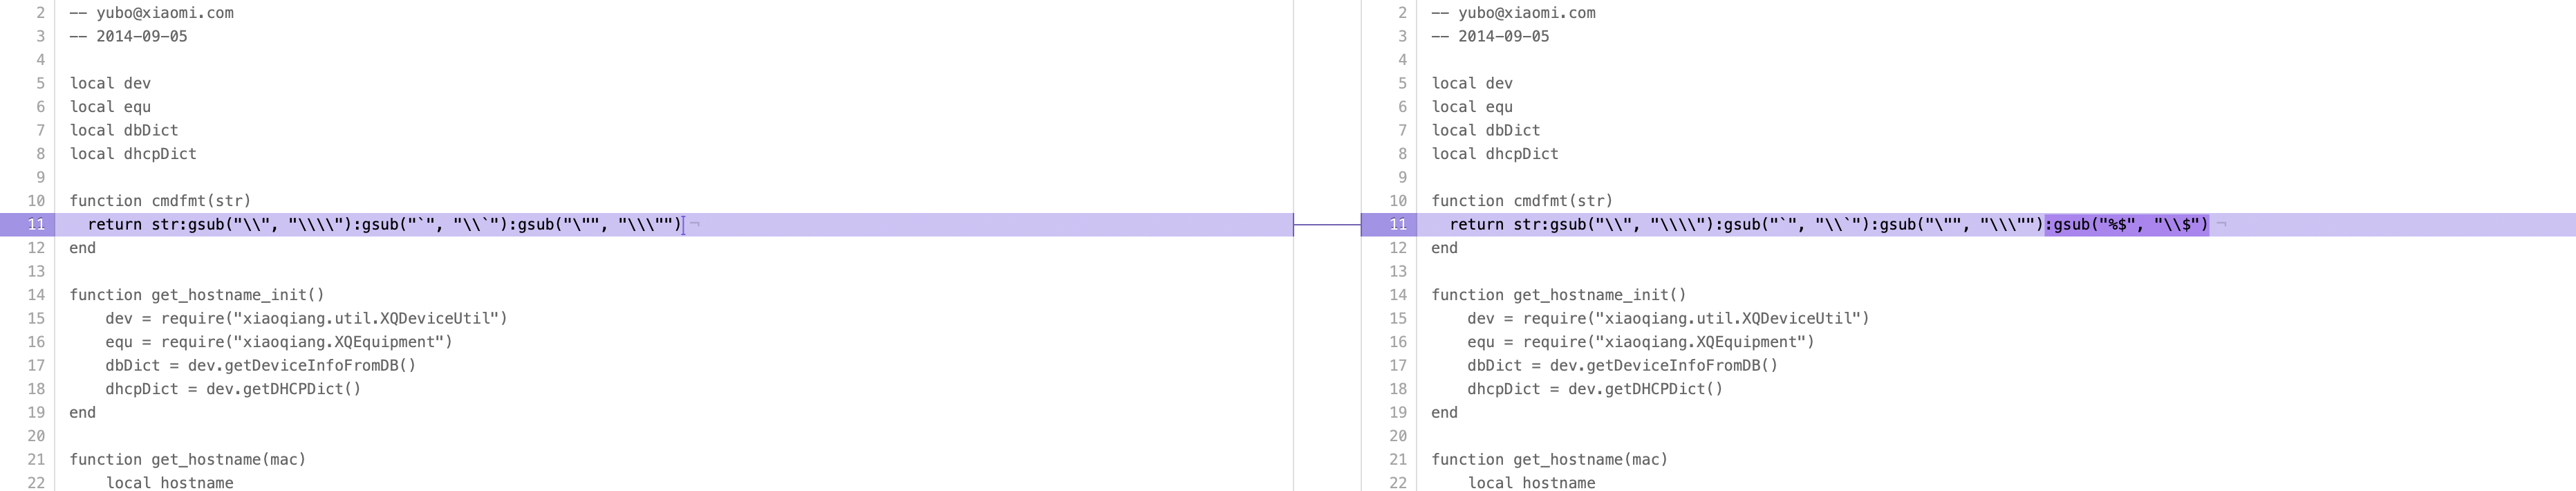 2 -- yubo@xiaomi.com
3 -- 2014-09-05
4
5 local dev
6 local equ
7 local dbDict
8 local dhcpDict
9
10 function cmdfmt(str)
11   return str:gsub("\\", "\\\\"):gsub("`", "\\`"):gsub("\"", "\\\"") ¬
12 end
13
14 function get_hostname_init()
15     dev = require("xiaoqiang.util.XQDeviceUtil")
16     equ = require("xiaoqiang.XQEquipment")
17     dbDict = dev.getDeviceInfoFromDB()
18     dhcpDict = dev.getDHCPDict()
19 end
20
21 function get_hostname(mac)
22     local hostname
2 -- yubo@xiaomi.com
3 -- 2014-09-05
4
5 local dev
6 local equ
7 local dbDict
8 local dhcpDict
9
10 function cmdfmt(str)
11   return str:gsub("\\", "\\\\"):gsub("`", "\\`"):gsub("\"", "\\\""):gsub("%$", "\\$") ¬
12 end
13
14 function get_hostname_init()
15     dev = require("xiaoqiang.util.XQDeviceUtil")
16     equ = require("xiaoqiang.XQEquipment")
17     dbDict = dev.getDeviceInfoFromDB()
18     dhcpDict = dev.getDHCPDict()
19 end
20
21 function get_hostname(mac)
22     local hostname